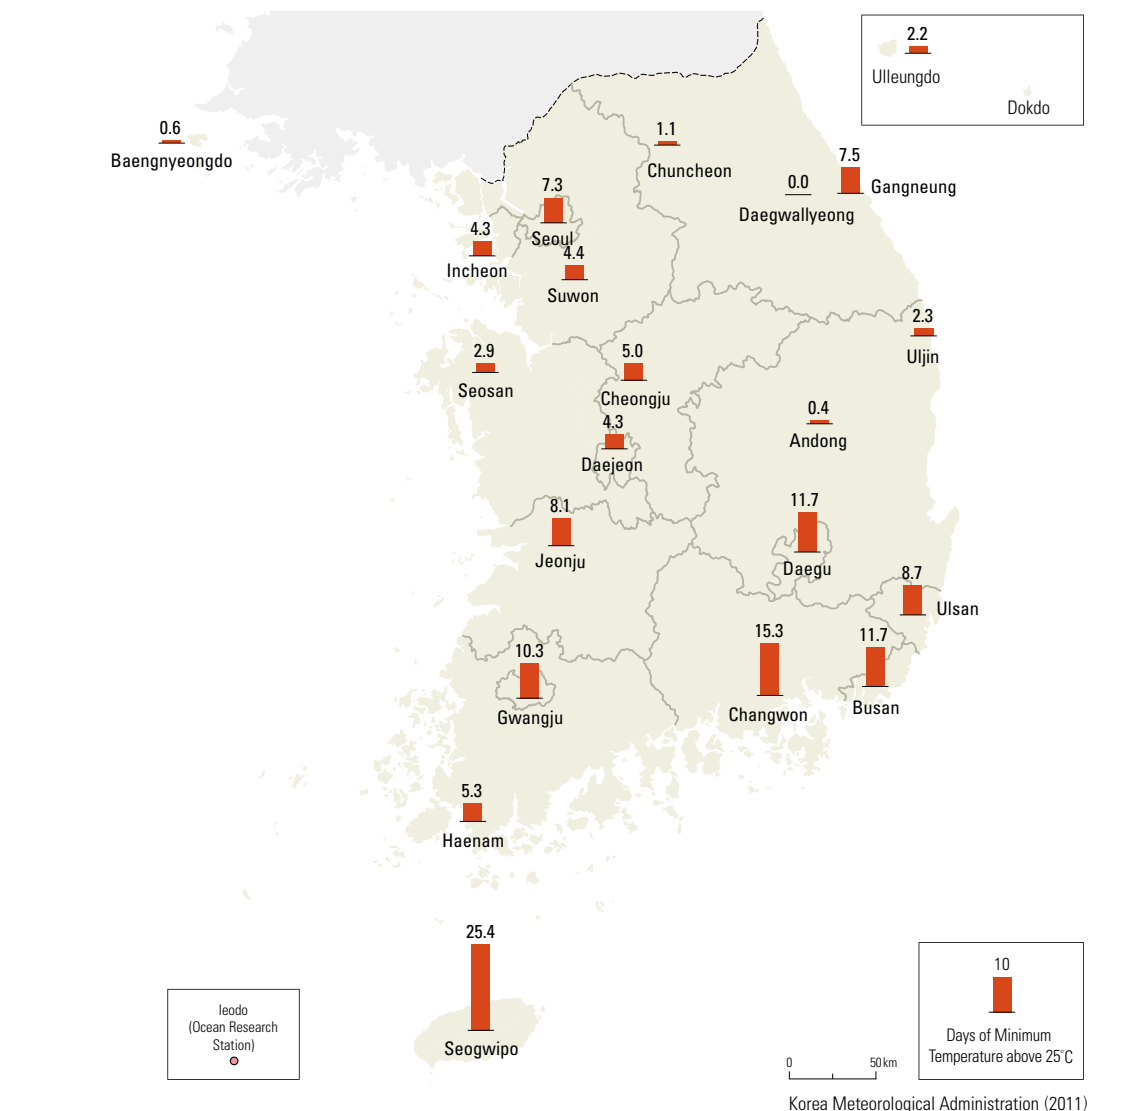 2.2
Ulleungdo
Dokdo
0.6
Baengnyeongdo
1.1
Chuncheon
7.5
Gangneung
0.0
Daegwallyeong
7.3
Seoul
4.3
Incheon
4.4
Suwon
2.3
Uljin
2.9
Seosan
5.0
Cheongju
0.4
Andong
4.3
Daejeon
11.7
Daegu
8.1
Jeonju
8.7
Ulsan
15.3
Changwon
11.7
Busan
10.3
Gwangju
5.3
Haenam
25.4
Seogwipo
Ieodo
(Ocean Research
Station)
10
Days of Minimum
Temperature above 25°C
0 50 km
Korea Meteorological Administration (2011)